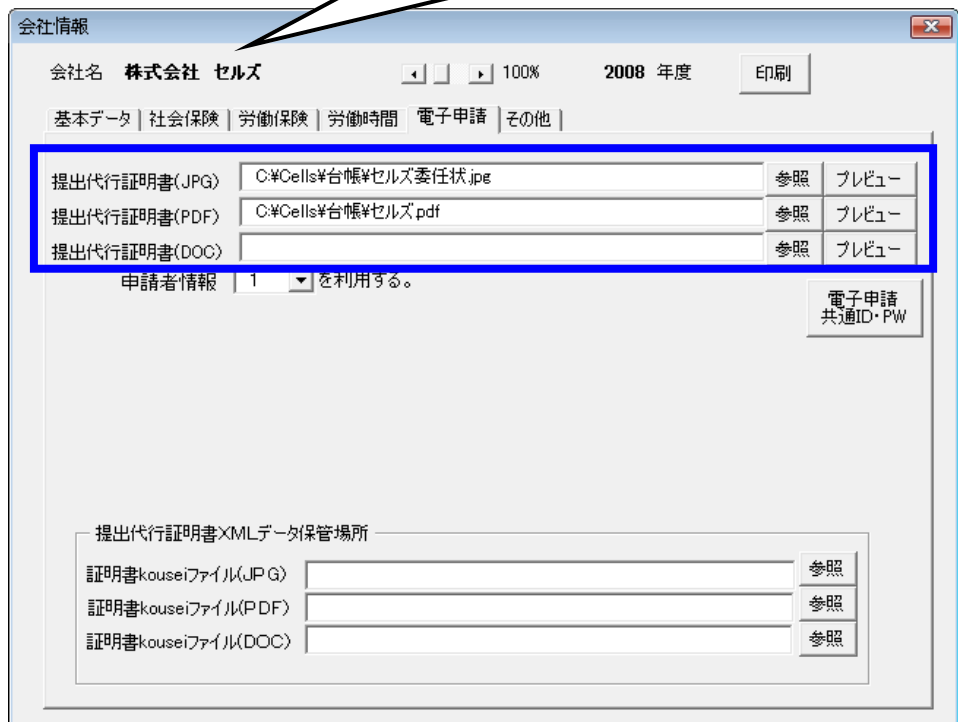 会社情報
会社名 株式会社 セルズ 100% 2008 年度 印刷
基本データ 社会保険 労働保険 労働時間 電子申請 その他
提出代行証明書(JPG) C:¥Cells¥台帳¥セルズ委任状.jpg 参照 プレビュー
提出代行証明書(PDF) C:¥Cells¥台帳¥セルズ.pdf 参照 プレビュー
提出代行証明書(DOC) 参照 プレビュー
申請者情報 1 を利用する。
電子申請
共通ID・PW
提出代行証明書XMLデータ保管場所
証明書kouseiファイル(JPG) 参照
証明書kouseiファイル(PDF) 参照
証明書kouseiファイル(DOC) 参照